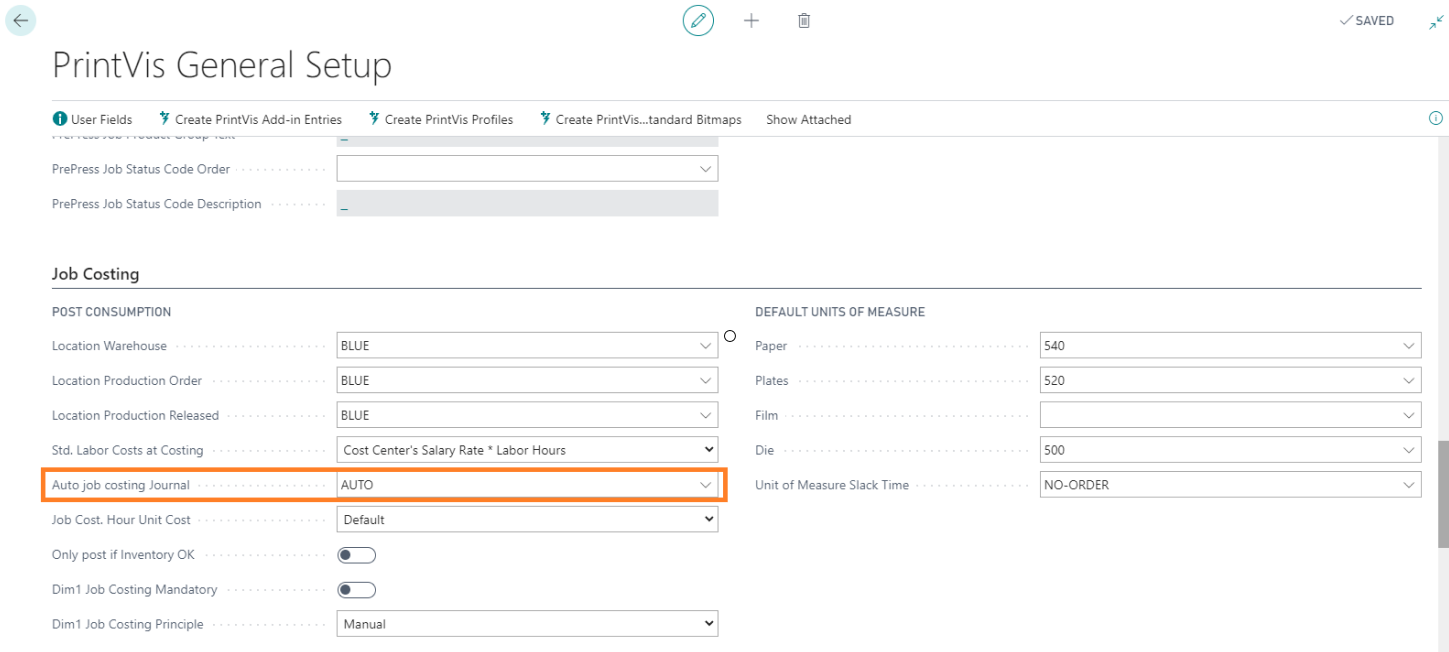 SAVED
PrintVis General Setup
User Fields Create PrintVis Add-in Entries Create PrintVis Profiles Create PrintVis...tandard Bitmaps Show Attached
PrePress Job Product Group Text _
PrePress Job Status Code Order
PrePress Job Status Code Description _
Job Costing
POST CONSUMPTION
Location Warehouse BLUE
Location Production Order BLUE
Location Production Released BLUE
Std. Labor Costs at Costing Cost Center's Salary Rate * Labor Hours
Auto job costing Journal AUTO
Job Cost. Hour Unit Cost Default
Only post if Inventory OK
Dim1 Job Costing Mandatory
Dim1 Job Costing Principle Manual
DEFAULT UNITS OF MEASURE
Paper 540
Plates 520
Film
Die 500
Unit of Measure Slack Time NO-ORDER